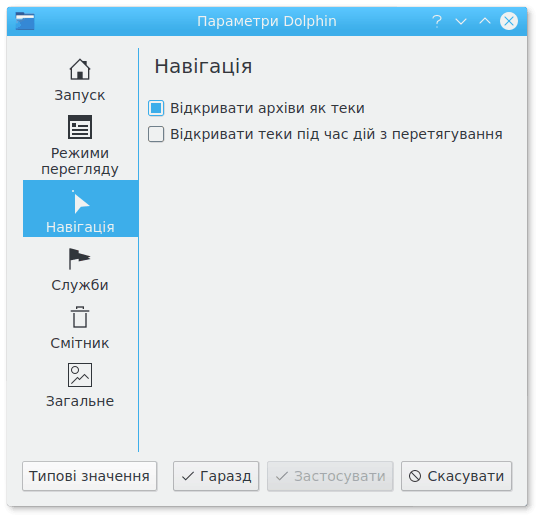 Параметри Dolphin
Запуск
Режими
перегляду
Навігація
Служби
Смітник
Загальне
Навігація
Відкривати архіви як теки
Відкривати теки під час дій з перетягування
Типові значення
Гаразд
Застосувати
Скасувати